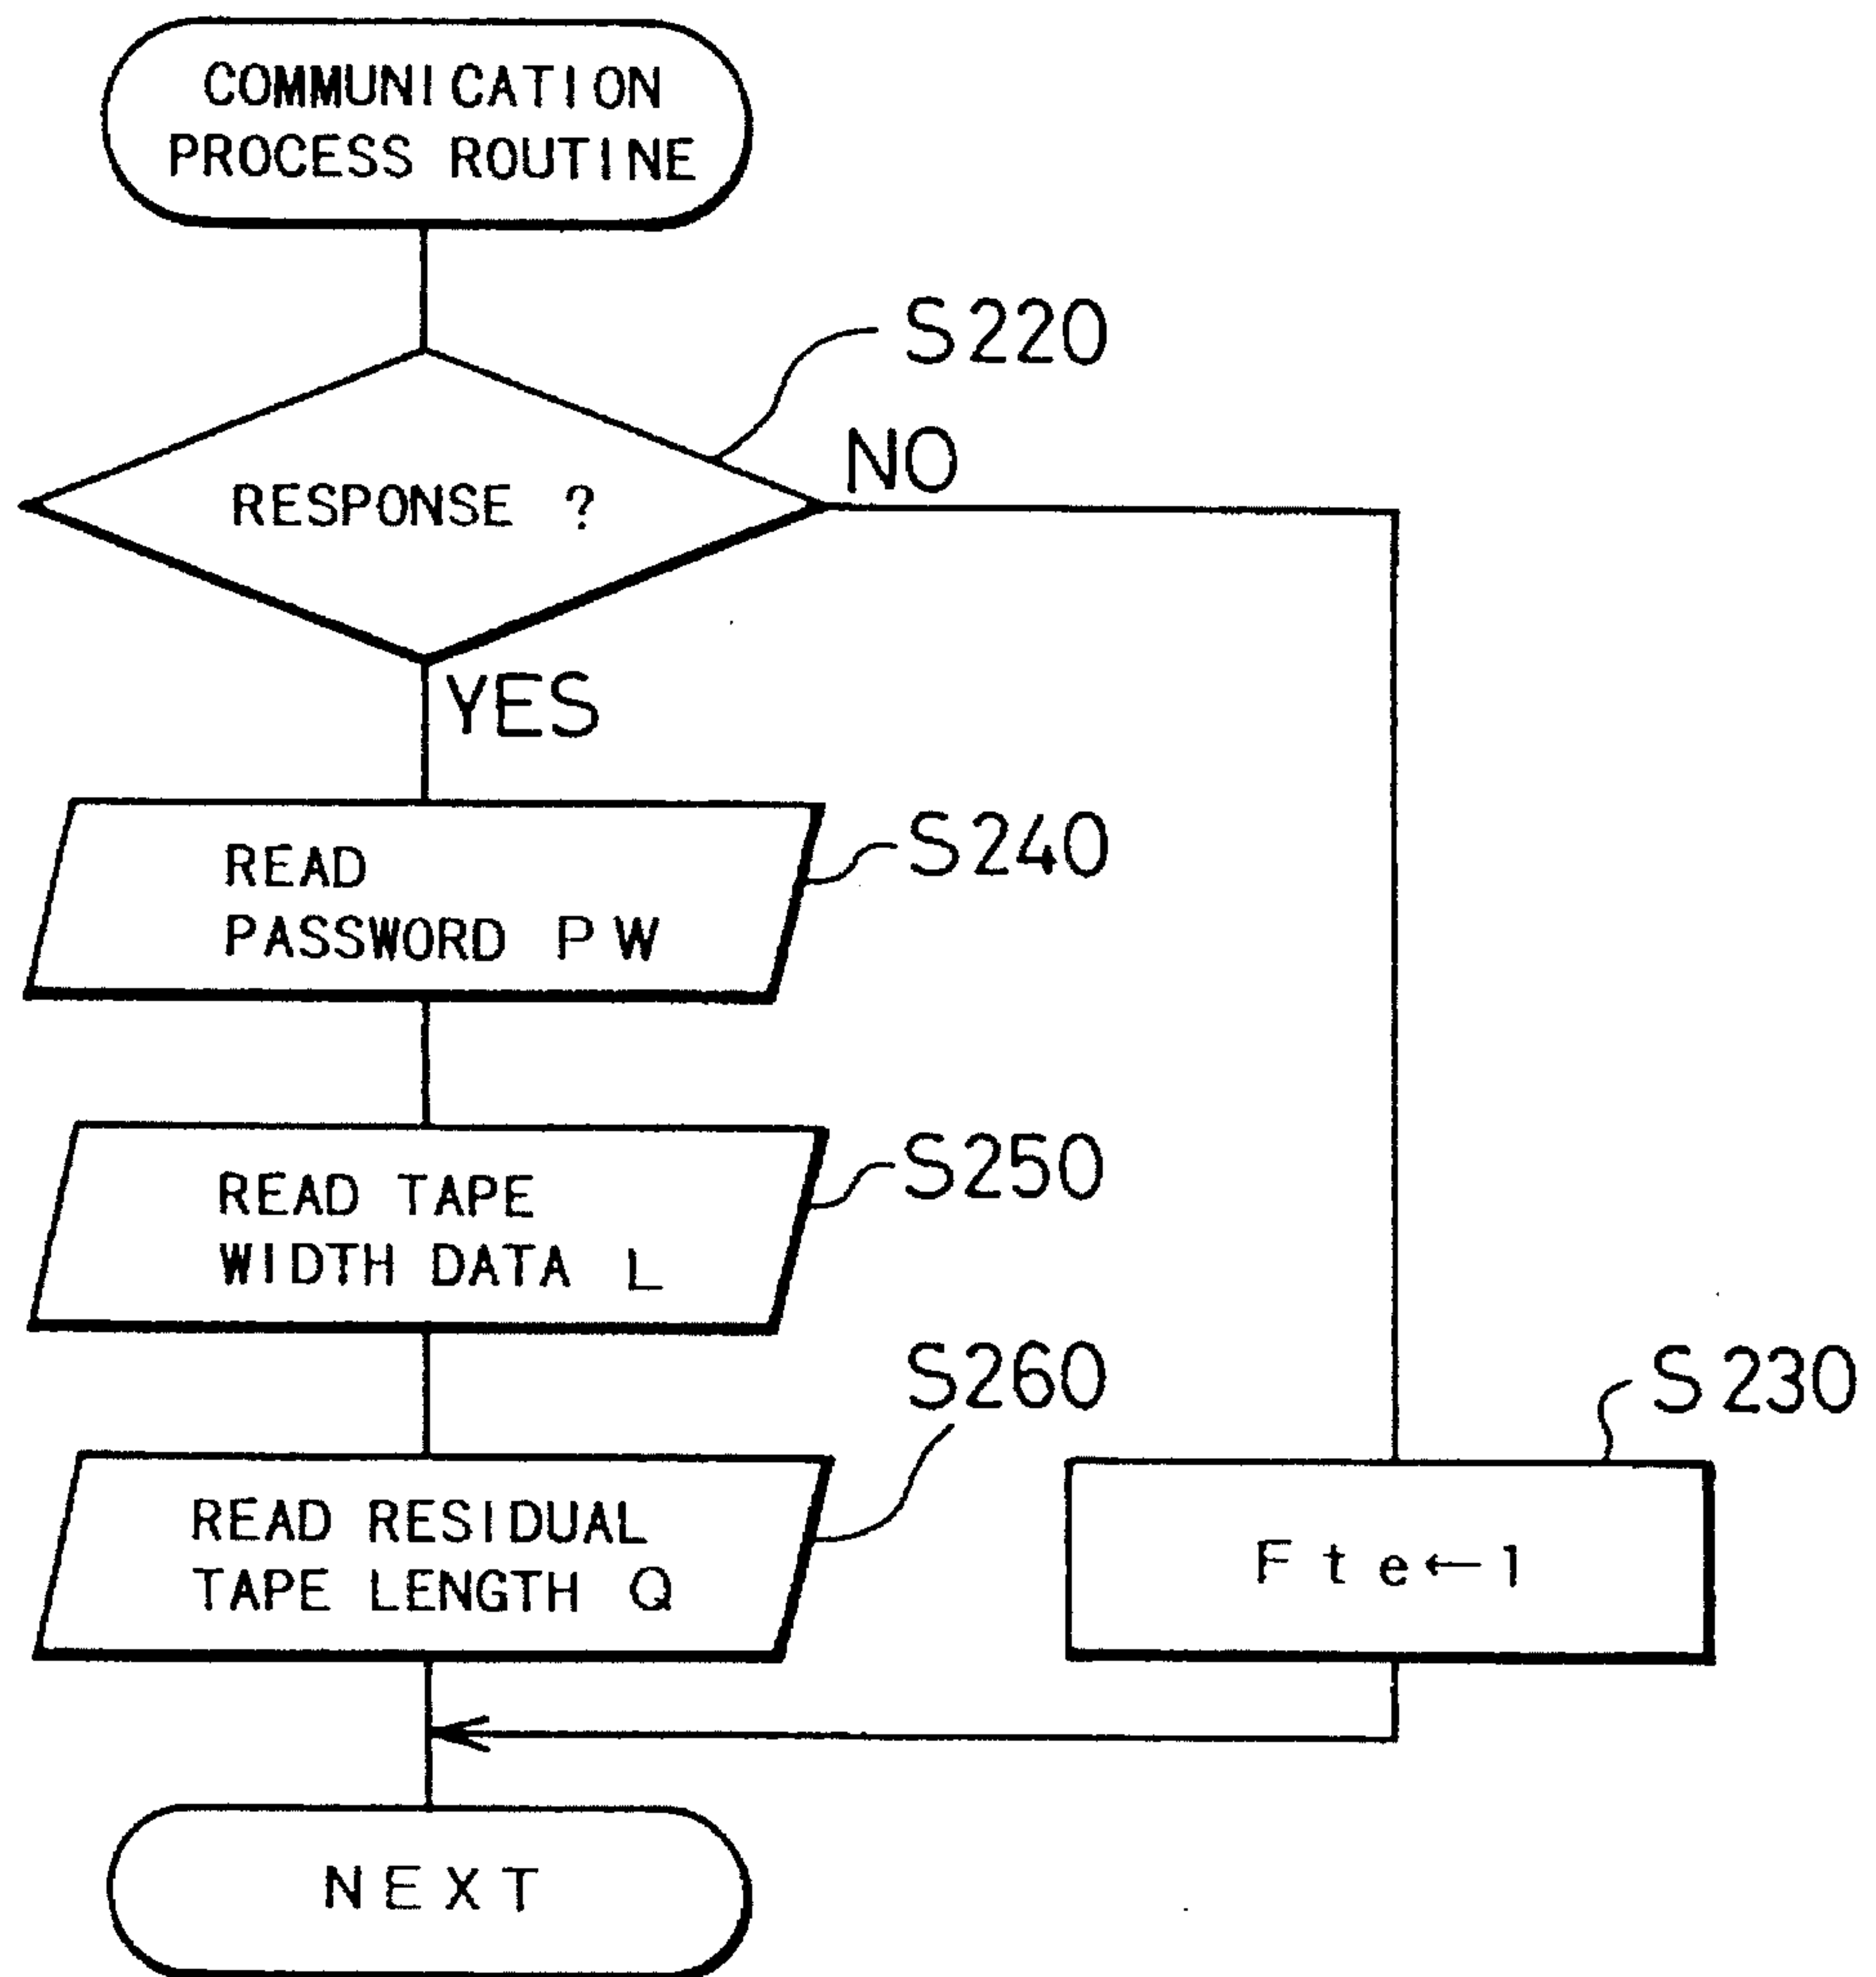 COMMUNICATION
PROCESS ROUTINE
S220
NO
RESPONSE ?
YES
READ
PASSWORD PW
S240
READ TAPE
WIDTH DATA L
S250
READ RESIDUAL
TAPE LENGTH Q
S260
S230
Fte←1
NEXT